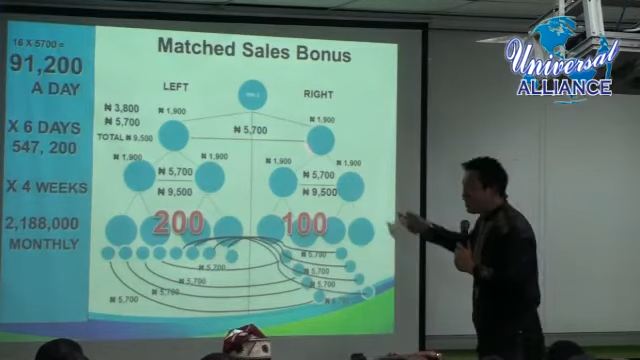 Universal
ALLIANCE
Matched Sales Bonus
16 X 5700 =
91,200
A DAY
X 6 DAYS
547, 200
X 4 WEEKS
2,188,000
MONTHLY
LEFT
RIGHT
₦ 3,800
₦ 5,700
TOTAL ₦ 9,500
₦ 1,900
₦ 1,900
₦ 5,700
₦ 1,900
₦ 1,900
₦ 1,900
₦ 1,900
₦ 5,700
₦ 9,500
₦ 5,700
₦ 9,500
200
100
₦ 5,700
₦ 5,700
₦ 5,700
₦ 5,700
₦ 5,700
₦ 5,700
₦ 5,700